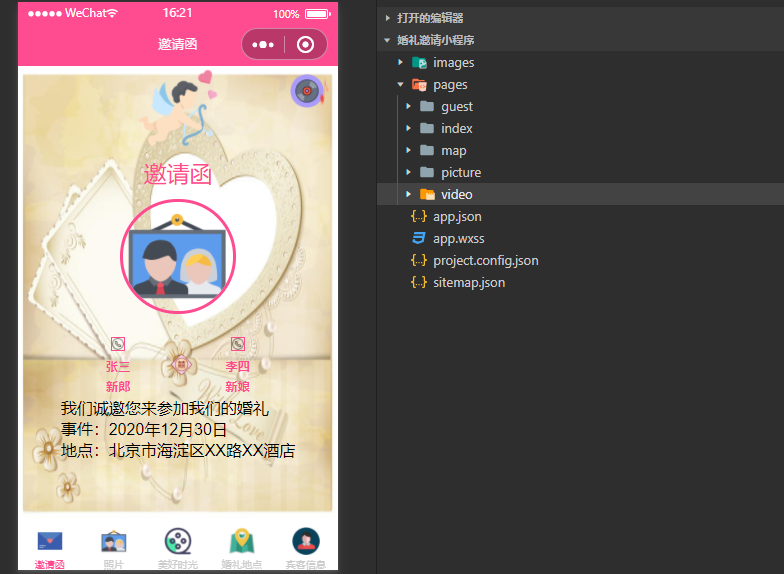 WeChat 16:21 100%
邀请函
邀请函
张三 李四
新郎 新娘
我们诚邀您来参加我们的婚礼
事件：2020年12月30日
地点：北京市海淀区XX路XX酒店
邀请函 照片 美好时光 婚礼地点 宾客信息
打开的编辑器
婚礼邀请小程序
images
pages
guest
index
map
picture
video
{..} app.json
app.wxss
{..} project.config.json
{..} sitemap.json